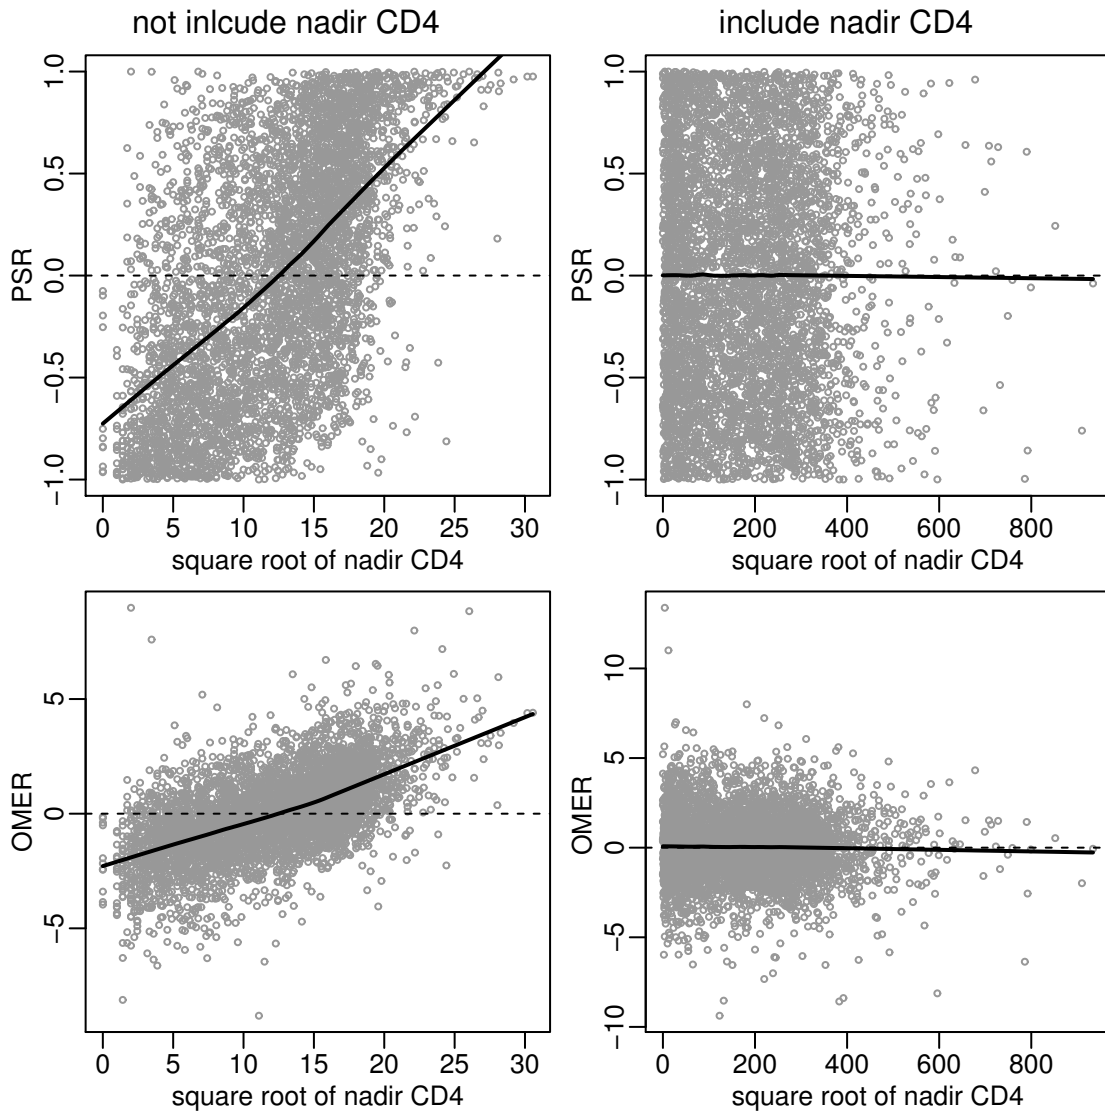 not inlcude nadir CD4
include nadir CD4
PSR
1.0
0.5
0.0
−0.5
−1.0
0 5 10 15 20 25 30
square root of nadir CD4
PSR
1.0
0.5
0.0
−0.5
−1.0
0 200 400 600 800
square root of nadir CD4
OMER
5
0
−5
0 5 10 15 20 25 30
square root of nadir CD4
OMER
10
5
0
−5
−10
0 200 400 600 800
square root of nadir CD4